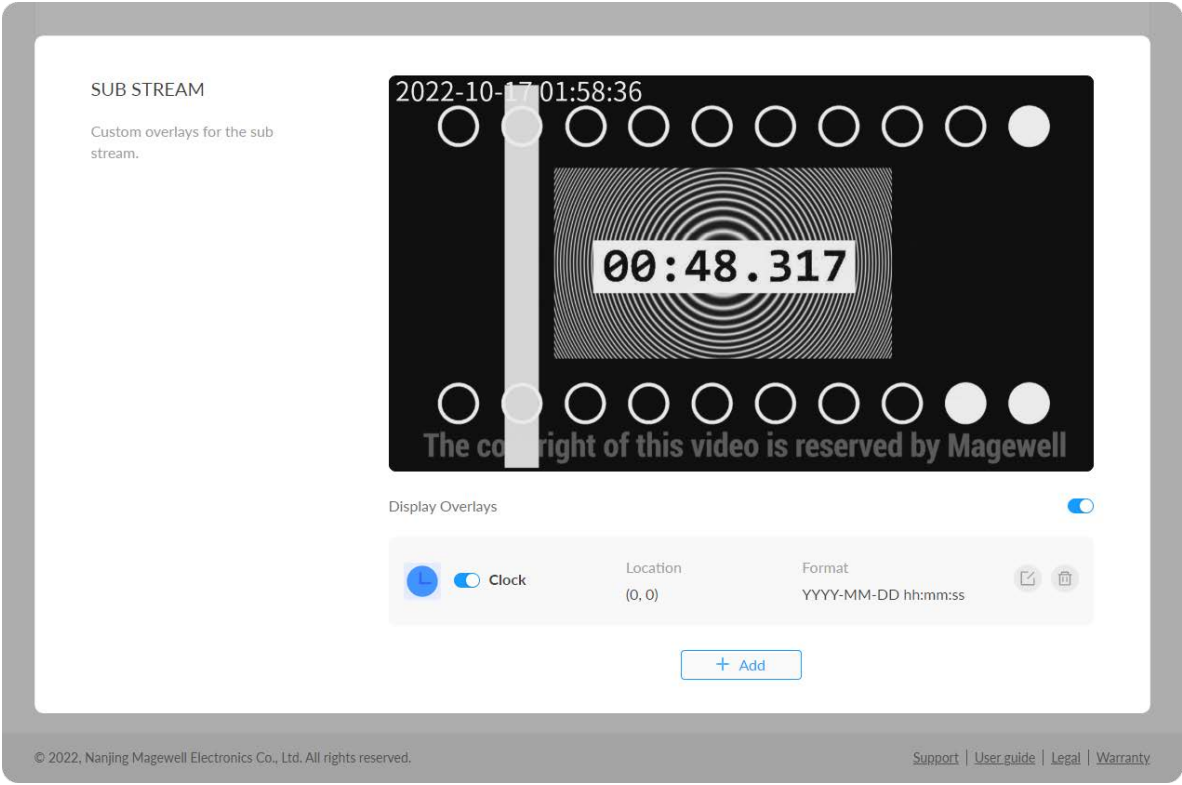 SUB STREAM
Custom overlays for the sub
stream.
2022-10-17 01:58:36
00:48.317
The co right of this video is reserved by Magewell
Display Overlays
Clock
Location
(0, 0)
Format
YYYY-MM-DD hh:mm:ss
+ Add
© 2022, Nanjing Magewell Electronics Co., Ltd. All rights reserved.
Support | User guide | Legal | Warranty